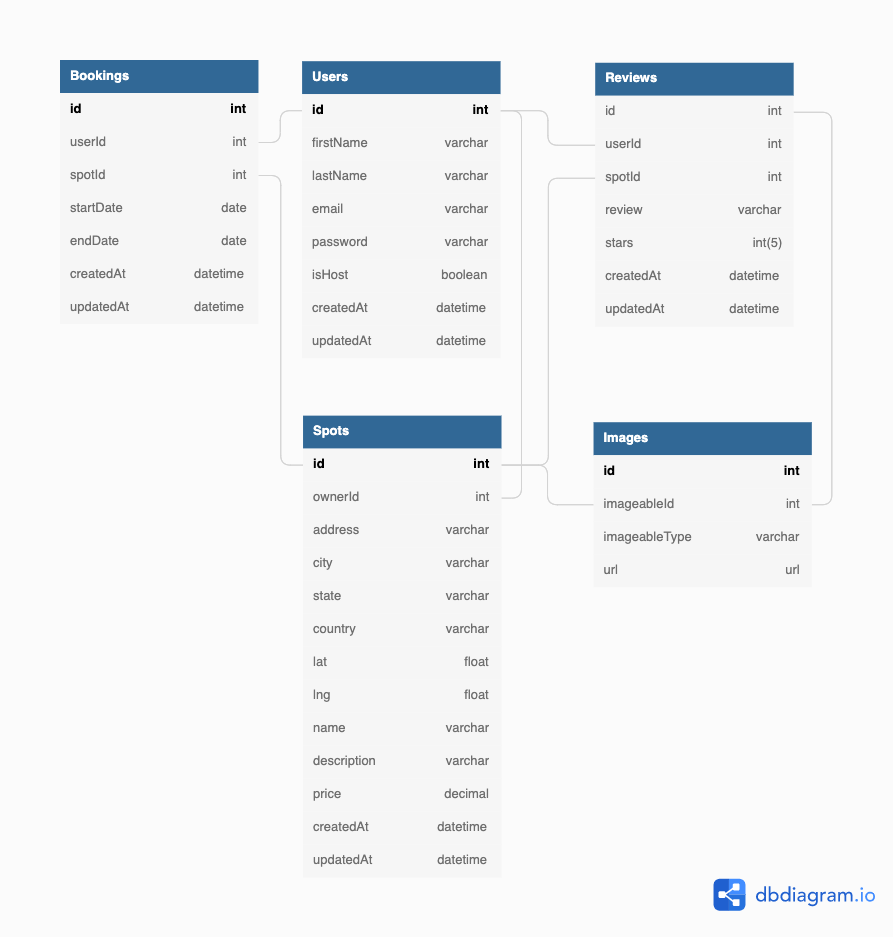 Bookings
id int
userId int
spotId int
startDate date
endDate date
createdAt datetime
updatedAt datetime
Users
id int
firstName varchar
lastName varchar
email varchar
password varchar
isHost boolean
createdAt datetime
updatedAt datetime
Reviews
id int
userId int
spotId int
review varchar
stars int(5)
createdAt datetime
updatedAt datetime
Spots
id int
ownerId int
address varchar
city varchar
state varchar
country varchar
lat float
lng float
name varchar
description varchar
price decimal
createdAt datetime
updatedAt datetime
Images
id int
imageableId int
imageableType varchar
url url
dbdiagram.io